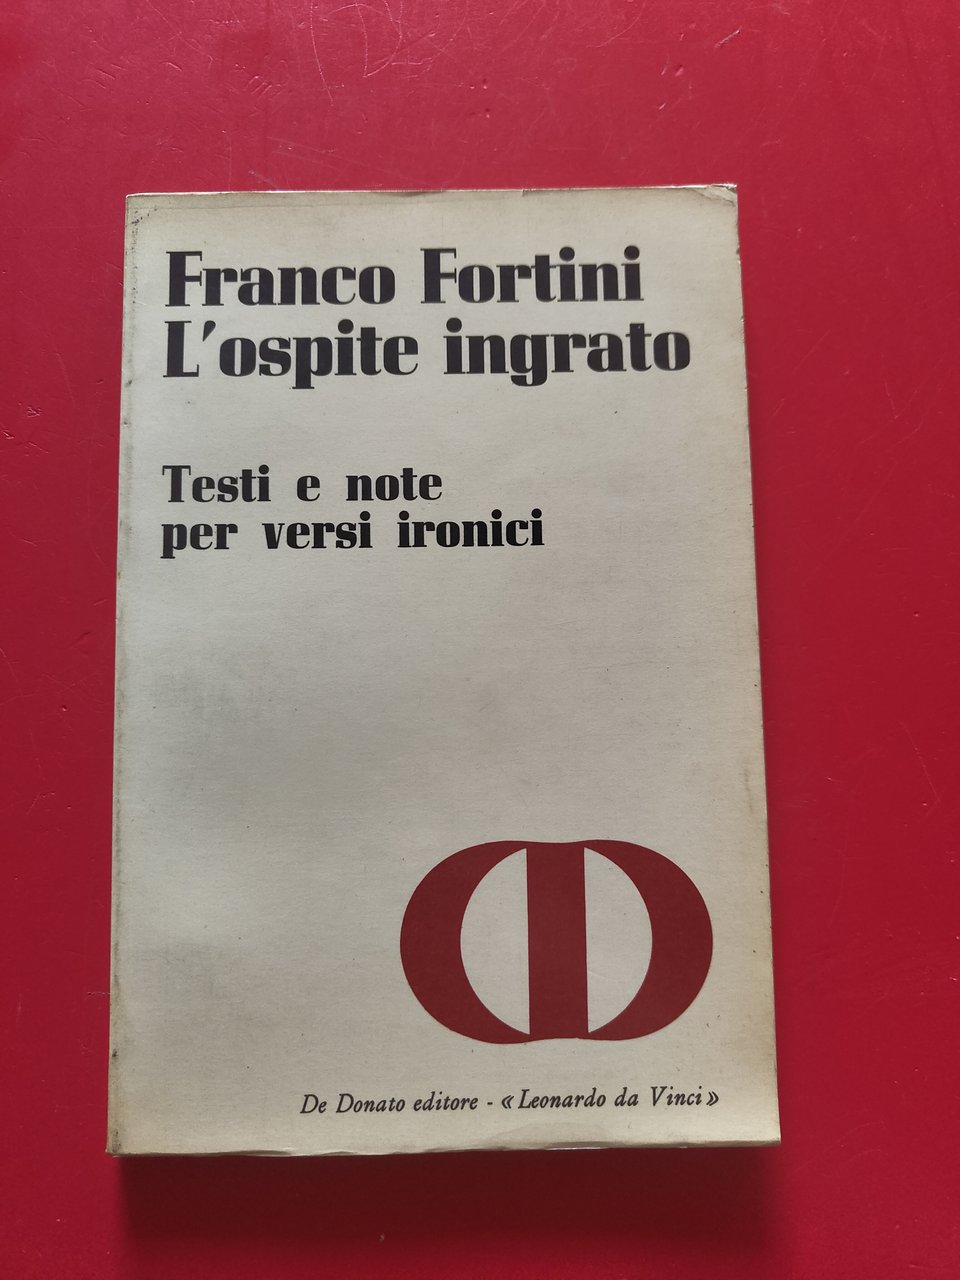 Franco Fortini
L'ospite ingrato
Testi e note
per versi ironici
De Donato editore - «Leonardo da Vinci»